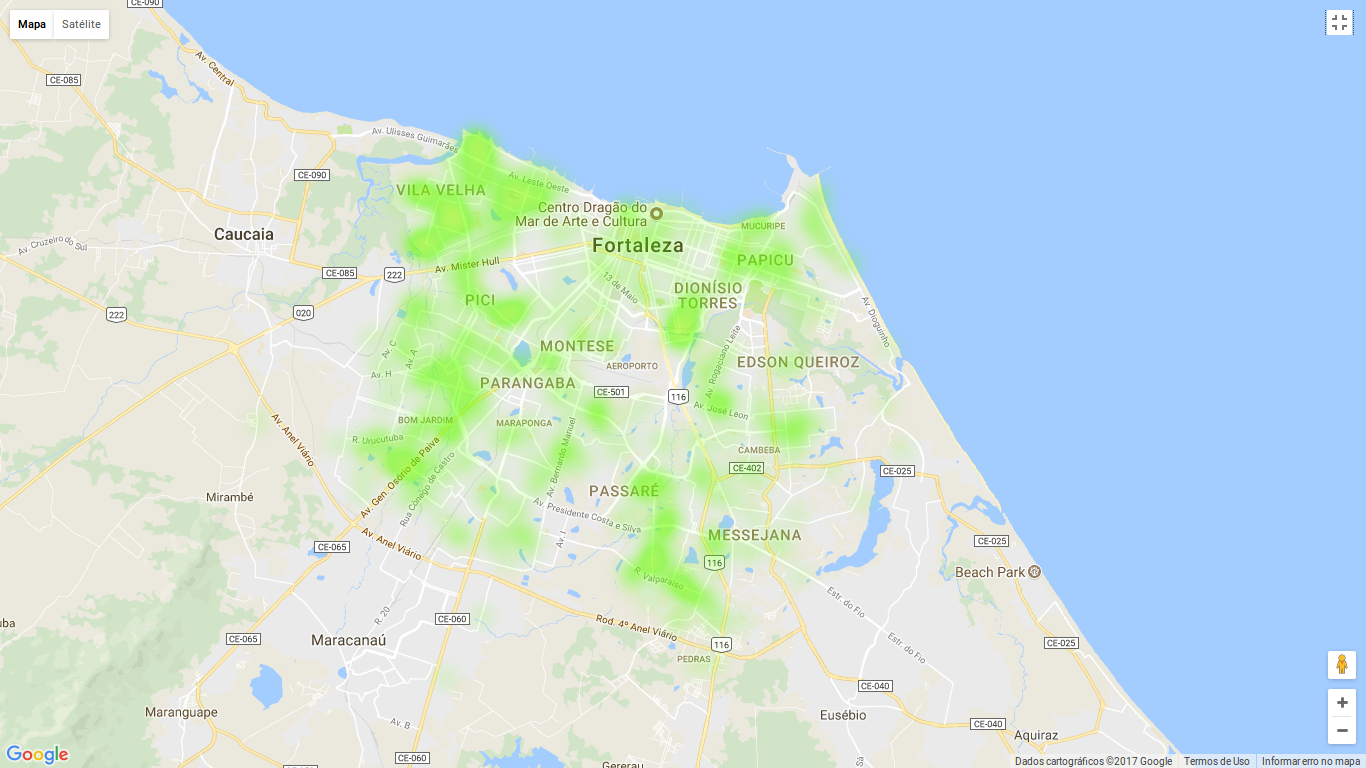 CE-090
Mapa Satélite
Av. Central
CE-085
Av. Ulisses Guimarães
CE-090
Av. Leste Oeste
VILA VELHA
Centro Dragão do
Mar de Arte e Cultura
MUCURIPE
Caucaia
Av. Cruzeiro do Sul
Fortaleza
PAPICU
Av. Mister Hull
CE-085
222
DIONÍSIO
TORRES
13 de Maio
PICI
020
222
Av. Dioguinho
Av. C
Av. A
MONTESE
Av. Rogaciano Leite
AEROPORTO
EDSON QUEIROZ
Av. H
PARANGABA
CE-501
116
Av. José Leon
BOM JARDIM
MARAPONGA
Av. Anel Viário
R. Urucutuba
Av. Bernardo Manuel
CAMBEBA
CE-402
CE-025
Av. Gen. Osório de Paiva
Rua Cônego de Castro
Mirambé
PASSARÉ
Av. Presidente Costa e Silva
Av. I
MESSEJANA
CE-065
Av. Anel Viário
CE-025
116
Beach Park
R. Valparaíso
Estr. do Fio
R. 20
CE-060
Rod. 4º Anel Viário
uba
CE-065
Maracanaú
116
Estr. do Fio
CE-025
PEDRAS
CE-040
Maranguape
Av. B
Eusébio
CE-040
Aquiraz
CE-060
Google
Gererau
Dados cartográficos ©2017 Google Termos de Uso Informar erro no mapa